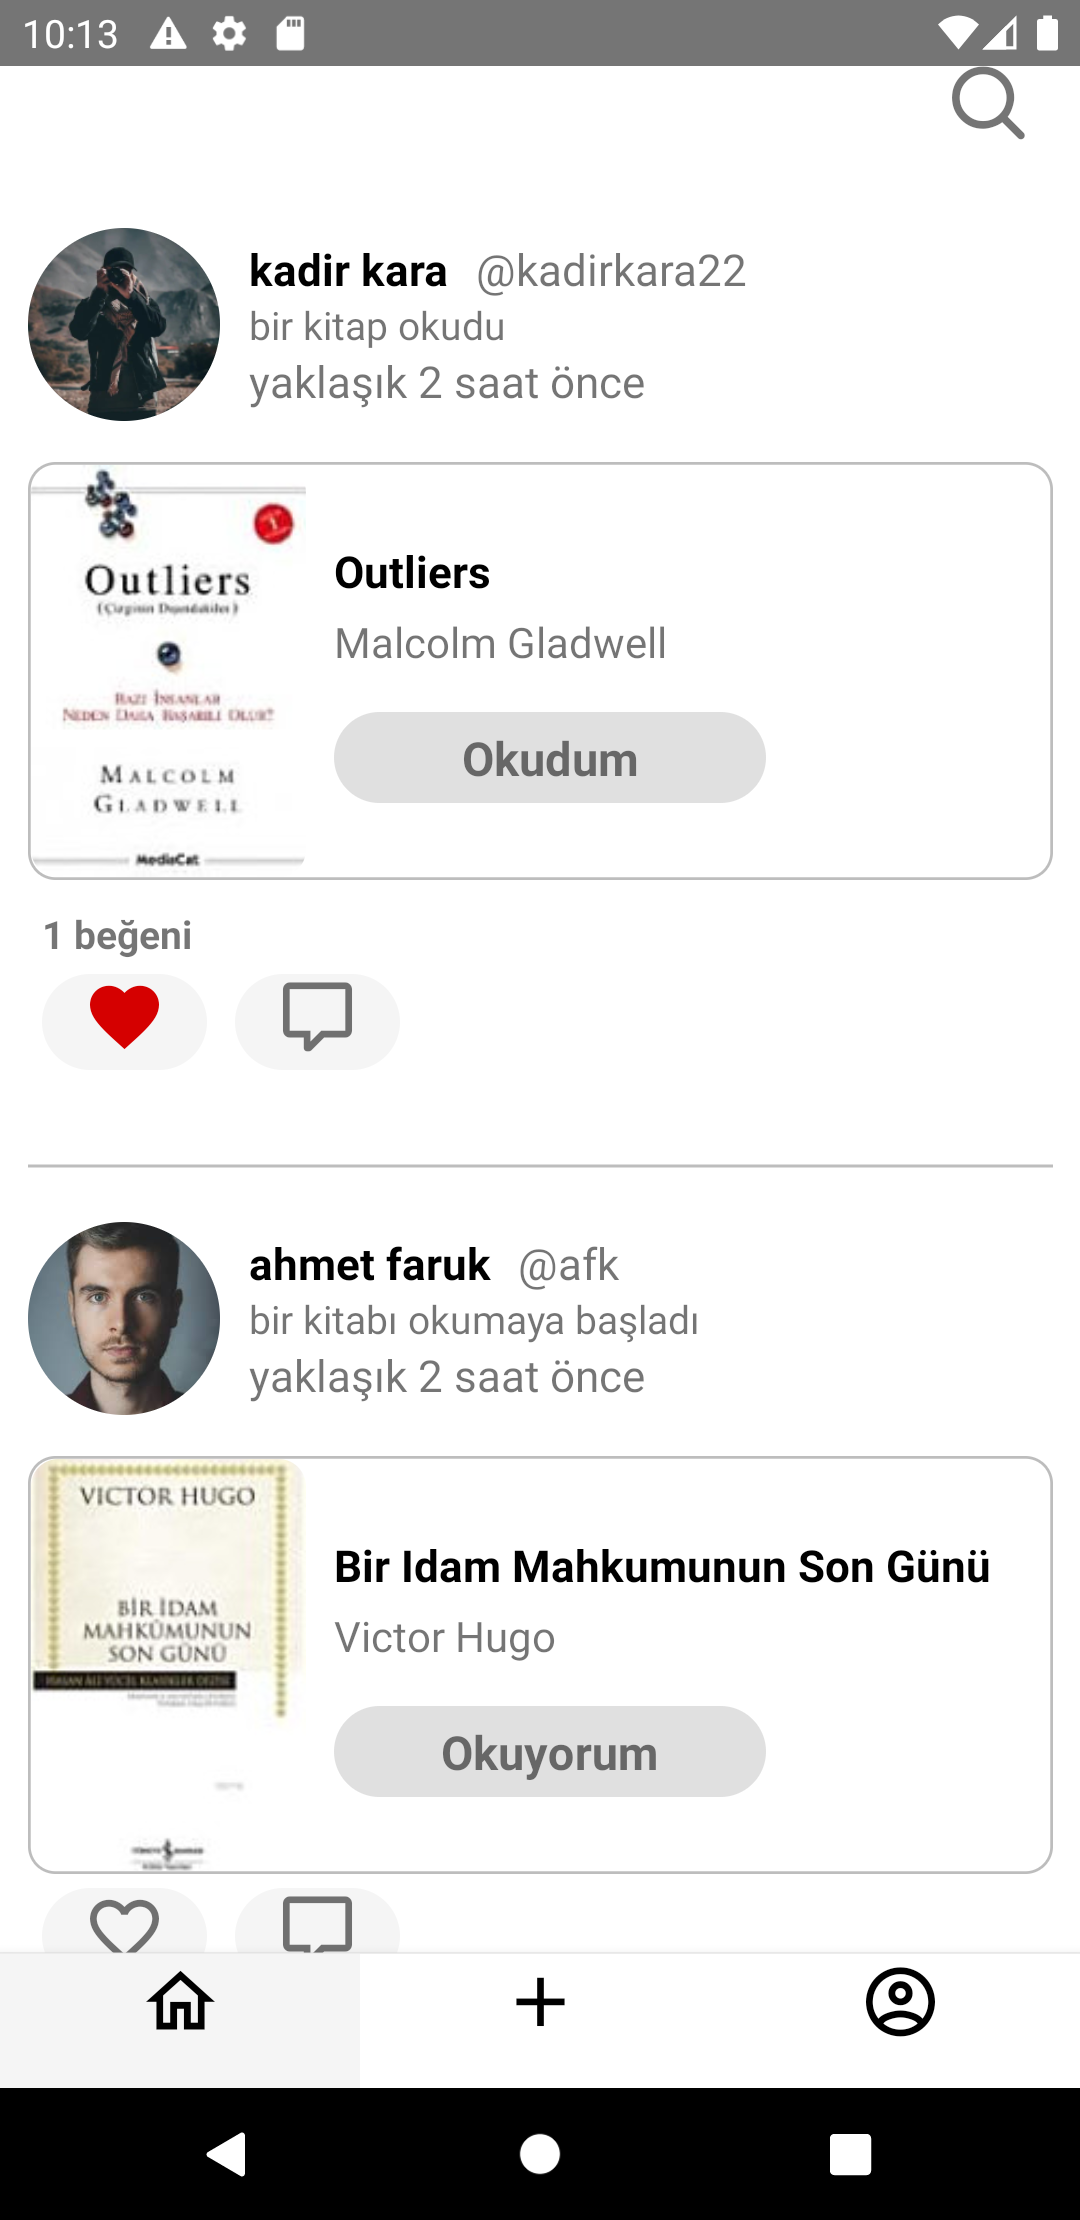 10:13
kadir kara @kadirkara22
bir kitap okudu
yaklaşık 2 saat önce
Outliers
(Çizginin Dışındakiler)
BAZI İNSANLAR
NEDEN DAHA BAŞARILI OLUR?
MALCOLM
GLADWELL
MediaCat
Outliers
Malcolm Gladwell
Okudum
1 beğeni
ahmet faruk @afk
bir kitabı okumaya başladı
yaklaşık 2 saat önce
VICTOR HUGO
BİR İDAM
MAHKÛMUNUN
SON GÜNÜ
HASAN ÂLİ YÜCEL KLASİKLER DİZİSİ
Bir Idam Mahkumunun Son Günü
Victor Hugo
Okuyorum